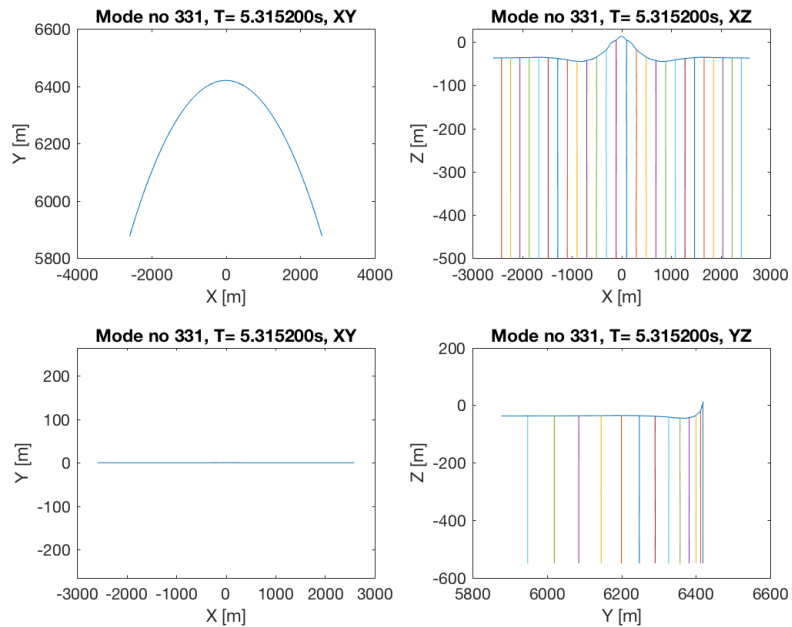 Mode no 331, T= 5.315200s, XY
6600
6400
6200
6000
5800
Y [m]
-4000 -2000 0 2000 4000
X [m]
Mode no 331, T= 5.315200s, XZ
0
-100
-200
-300
-400
-500
Z [m]
-3000 -2000 -1000 0 1000 2000 3000
X [m]
Mode no 331, T= 5.315200s, XY
200
100
0
-100
-200
Y [m]
-3000 -2000 -1000 0 1000 2000 3000
X [m]
Mode no 331, T= 5.315200s, YZ
200
0
-200
-400
-600
Z [m]
5800 6000 6200 6400 6600
Y [m]